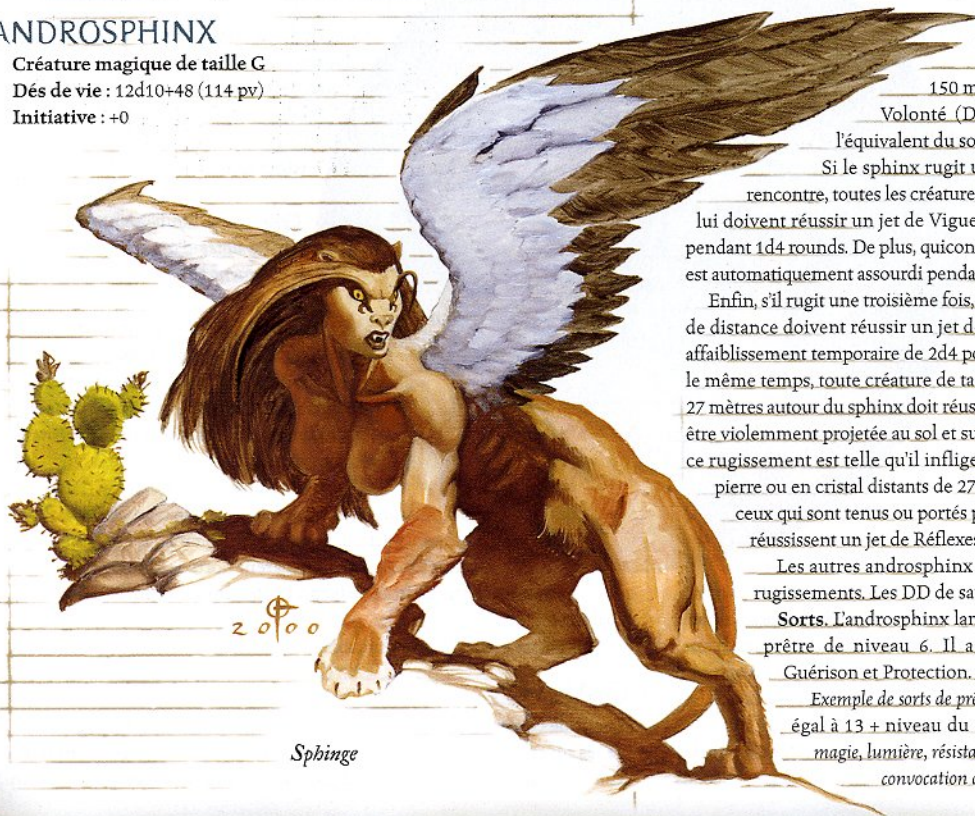 ANDROSPHINX
Créature magique de taille G
Dés de vie : 12d10+48 (114 pv)
Initiative : +0
2000
Sphinge
150 m
Volonté (D
l'équivalent du so
Si le sphinx rugit u
rencontre, toutes les créature
lui doivent réussir un jet de Vigue
pendant 1d4 rounds. De plus, quicon
est automatiquement assourdi penda
Enfin, s'il rugit une troisième fois,
de distance doivent réussir un jet d
affaiblissement temporaire de 2d4 po
le même temps, toute créature de ta
27 mètres autour du sphinx doit réus
être violemment projetée au sol et su
ce rugissement est telle qu'il inflige
pierre ou en cristal distants de 27
ceux qui sont tenus ou portés p
réussissent un jet de Réflexes
Les autres androsphinx
rugissements. Les DD de sa
Sorts. L'androsphinx lan
prêtre de niveau 6. Il a
Guérison et Protection.
Exemple de sorts de prê
égal à 13 + niveau du
magie, lumière, résista
convocation d